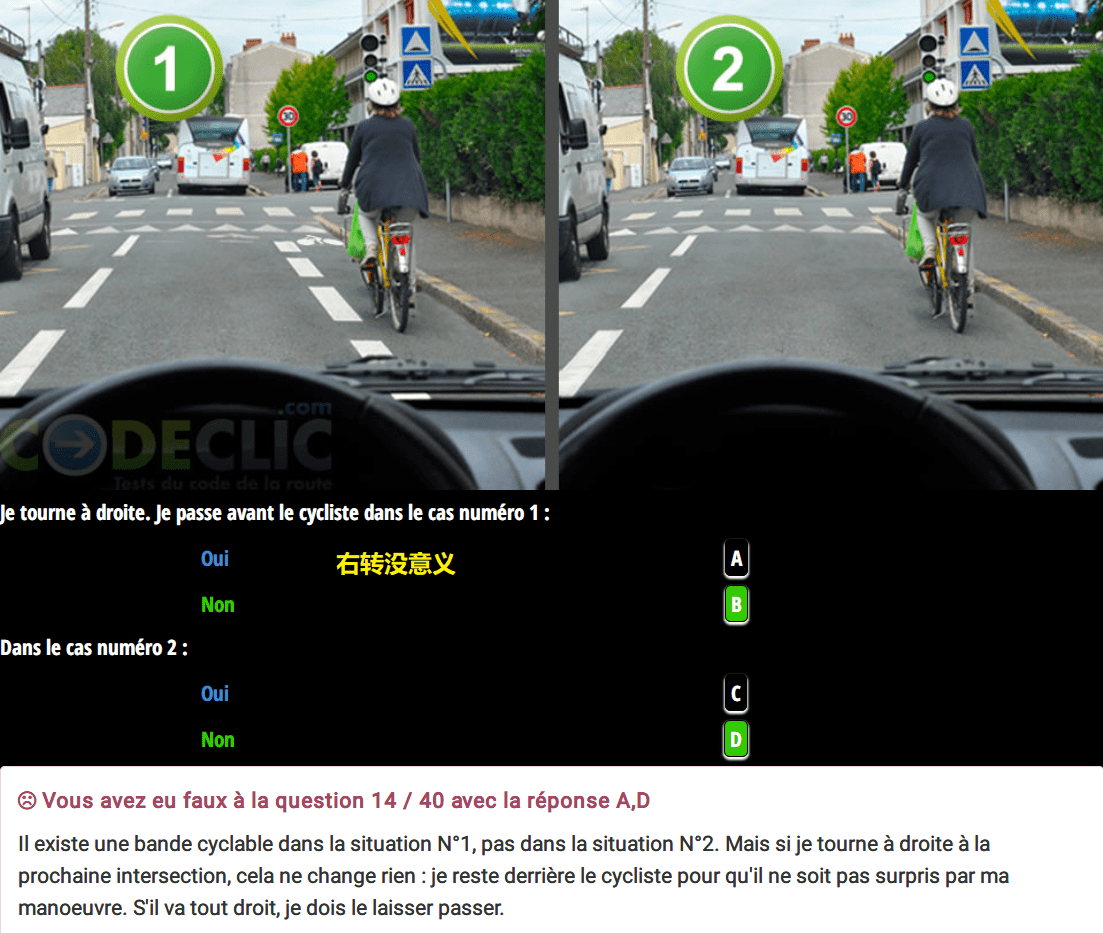 1
2
30
30
CODECLIC
.com
Tests du code de la route
Je tourne à droite. Je passe avant le cycliste dans le cas numéro 1 :
Oui
右转没意义
A
Non
B
Dans le cas numéro 2 :
Oui
C
Non
D
Vous avez eu faux à la question 14 / 40 avec la réponse A,D
Il existe une bande cyclable dans la situation N°1, pas dans la situation N°2. Mais si je tourne à droite à la
prochaine intersection, cela ne change rien : je reste derrière le cycliste pour qu'il ne soit pas surpris par ma
manoeuvre. S'il va tout droit, je dois le laisser passer.